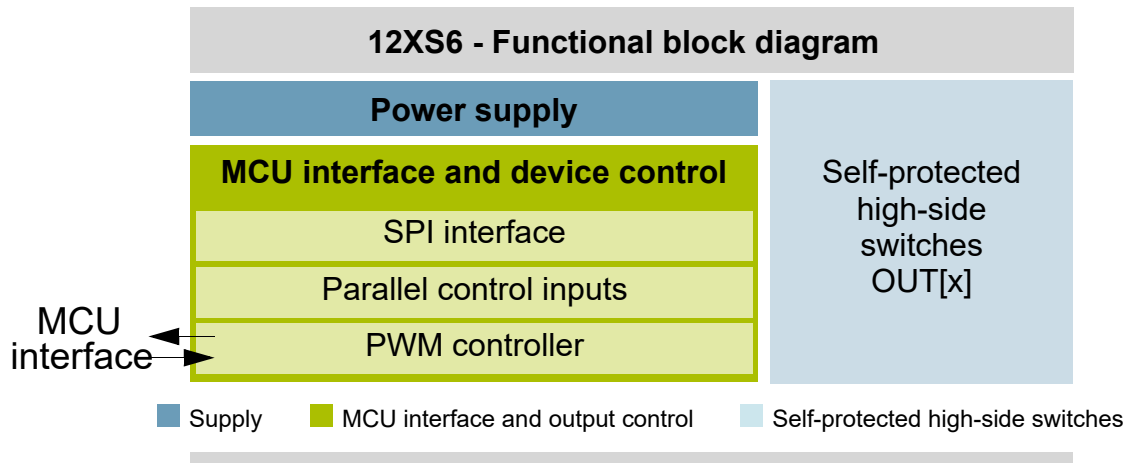 12XS6 - Functional block diagram
Power supply
MCU interface and device control
SPI interface
Parallel control inputs
PWM controller
Self-protected
high-side
switches
OUT[x]
MCU
interface
Supply
MCU interface and output control
Self-protected high-side switches